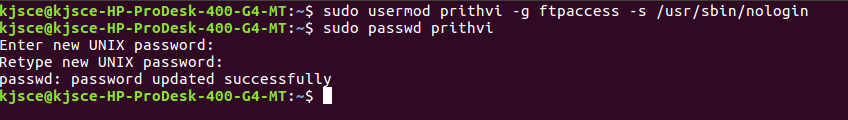 kjsce@kjsce-HP-ProDesk-400-G4-MT:~$ sudo usermod prithvi -g ftpaccess -s /usr/sbin/nologin
kjsce@kjsce-HP-ProDesk-400-G4-MT:~$ sudo passwd prithvi
Enter new UNIX password:
Retype new UNIX password:
passwd: password updated successfully
kjsce@kjsce-HP-ProDesk-400-G4-MT:~$